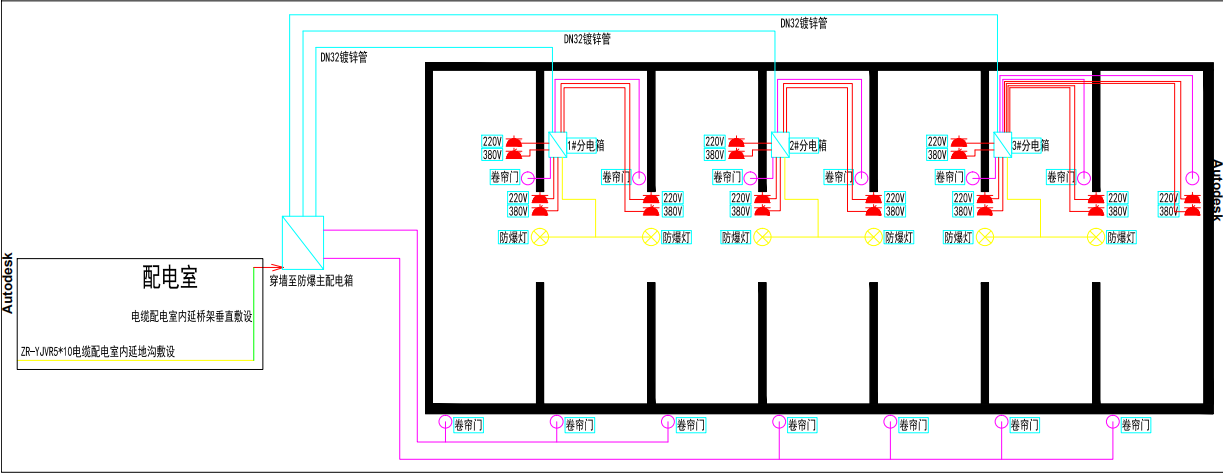 DN32镀锌管
DN32镀锌管
DN32镀锌管
220V
380V
1#分电箱
220V
380V
2#分电箱
220V
380V
3#分电箱
卷帘门
卷帘门
卷帘门
卷帘门
卷帘门
卷帘门
220V
380V
220V
380V
220V
380V
220V
380V
220V
380V
220V
380V
220V
380V
防爆灯
防爆灯
防爆灯
防爆灯
防爆灯
防爆灯
Autodesk
Autodesk
配电室
穿墙至防爆主配电箱
电缆配电室内延桥架垂直敷设
ZR-YJVR5*10电缆配电室内延地沟敷设
卷帘门
卷帘门
卷帘门
卷帘门
卷帘门
卷帘门
卷帘门